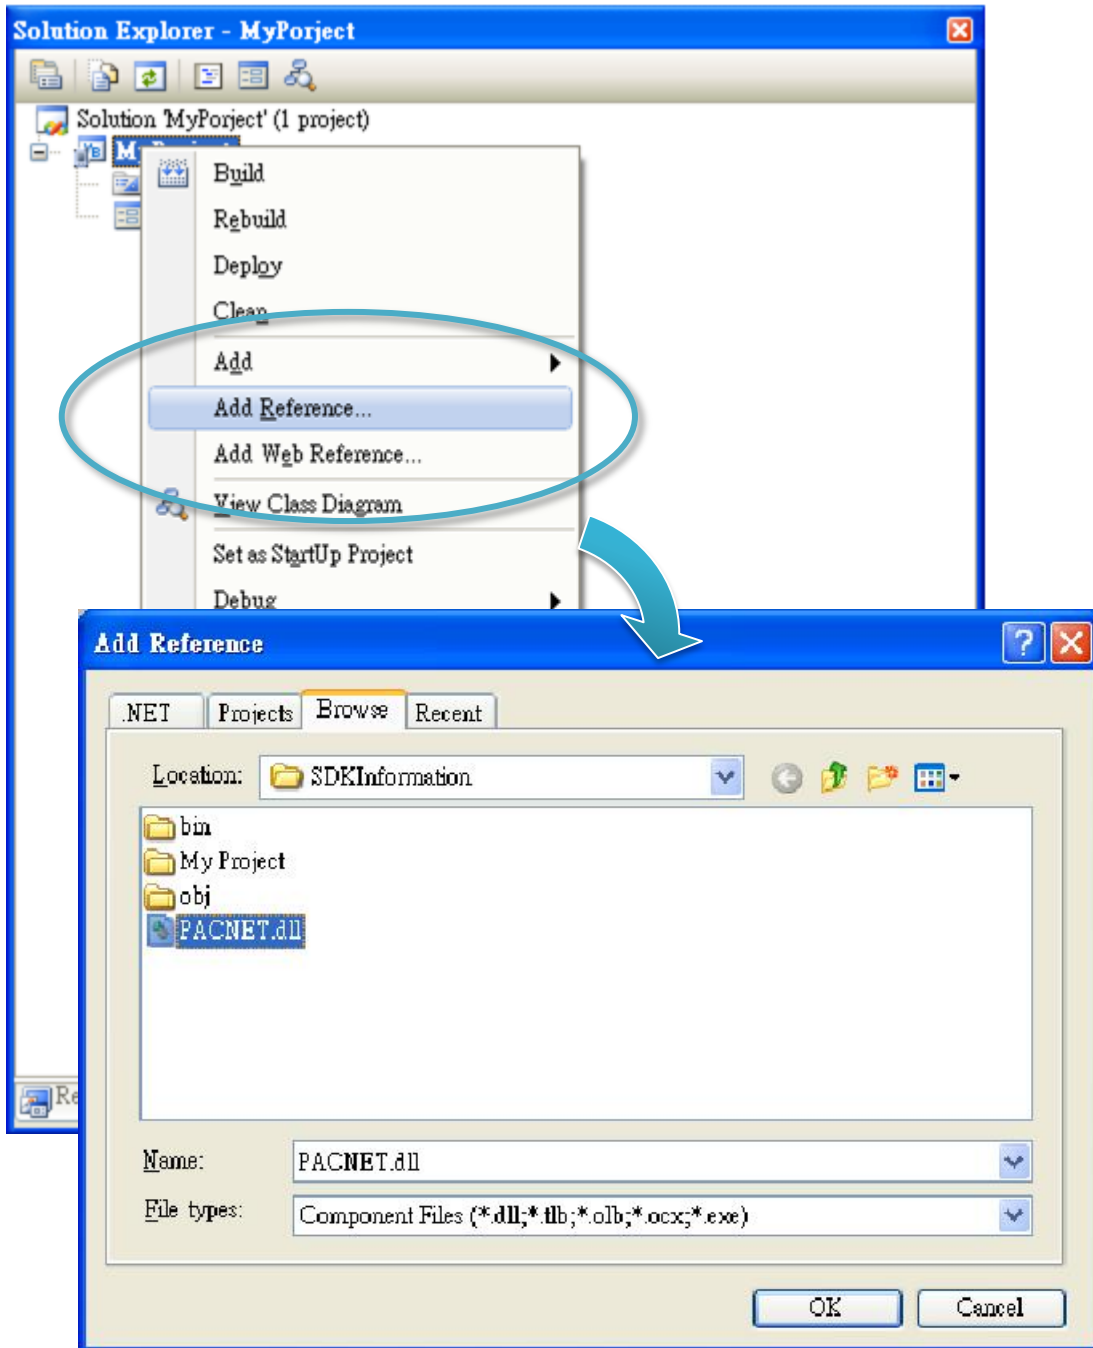 Solution Explorer - MyPorject
Solution 'MyPorject' (1 project)
Build
Rebuild
Deploy
Clean
Add
Add Reference...
Add Web Reference...
View Class Diagram
Set as StartUp Project
Debug
Add Reference
.NET Projects Browse Recent
Location: SDKInformation
bin
My Project
obj
PACNET.dll
Name: PACNET.dll
File types: Component Files (*.dll;*.tlb;*.olb;*.ocx;*.exe)
OK Cancel